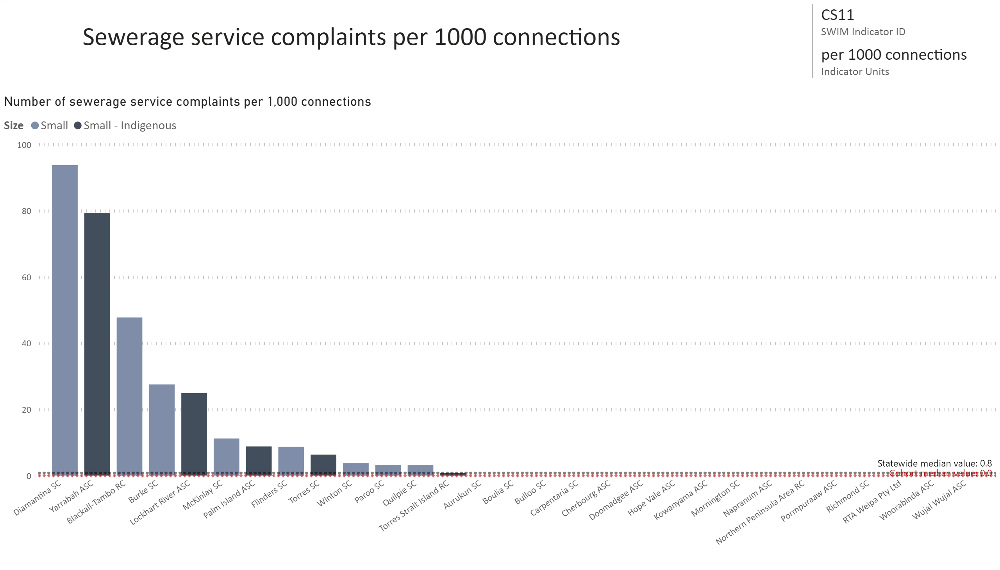 Sewerage service complaints per 1000 connections
CS11
SWIM Indicator ID
per 1000 connections
Indicator Units
Number of sewerage service complaints per 1,000 connections
Size Small Small - Indigenous
100
80
60
40
20
0
Statewide median value: 0.8
Cohort median value: 0.0
Diamantina SC
Yarrabah ASC
Blackall-Tambo RC
Burke SC
Lockhart River ASC
McKinlay SC
Palm Island ASC
Flinders SC
Torres SC
Winton SC
Paroo SC
Quilpie SC
Torres Strait Island RC
Aurukun SC
Boulia SC
Bulloo SC
Carpentaria SC
Cherbourg ASC
Doomadgee ASC
Hope Vale ASC
Kowanyama ASC
Mornington SC
Napranum ASC
Northern Peninsula Area RC
Pormpuraaw ASC
Richmond SC
RTA Weipa Pty Ltd
Woorabinda ASC
Wujal Wujal ASC